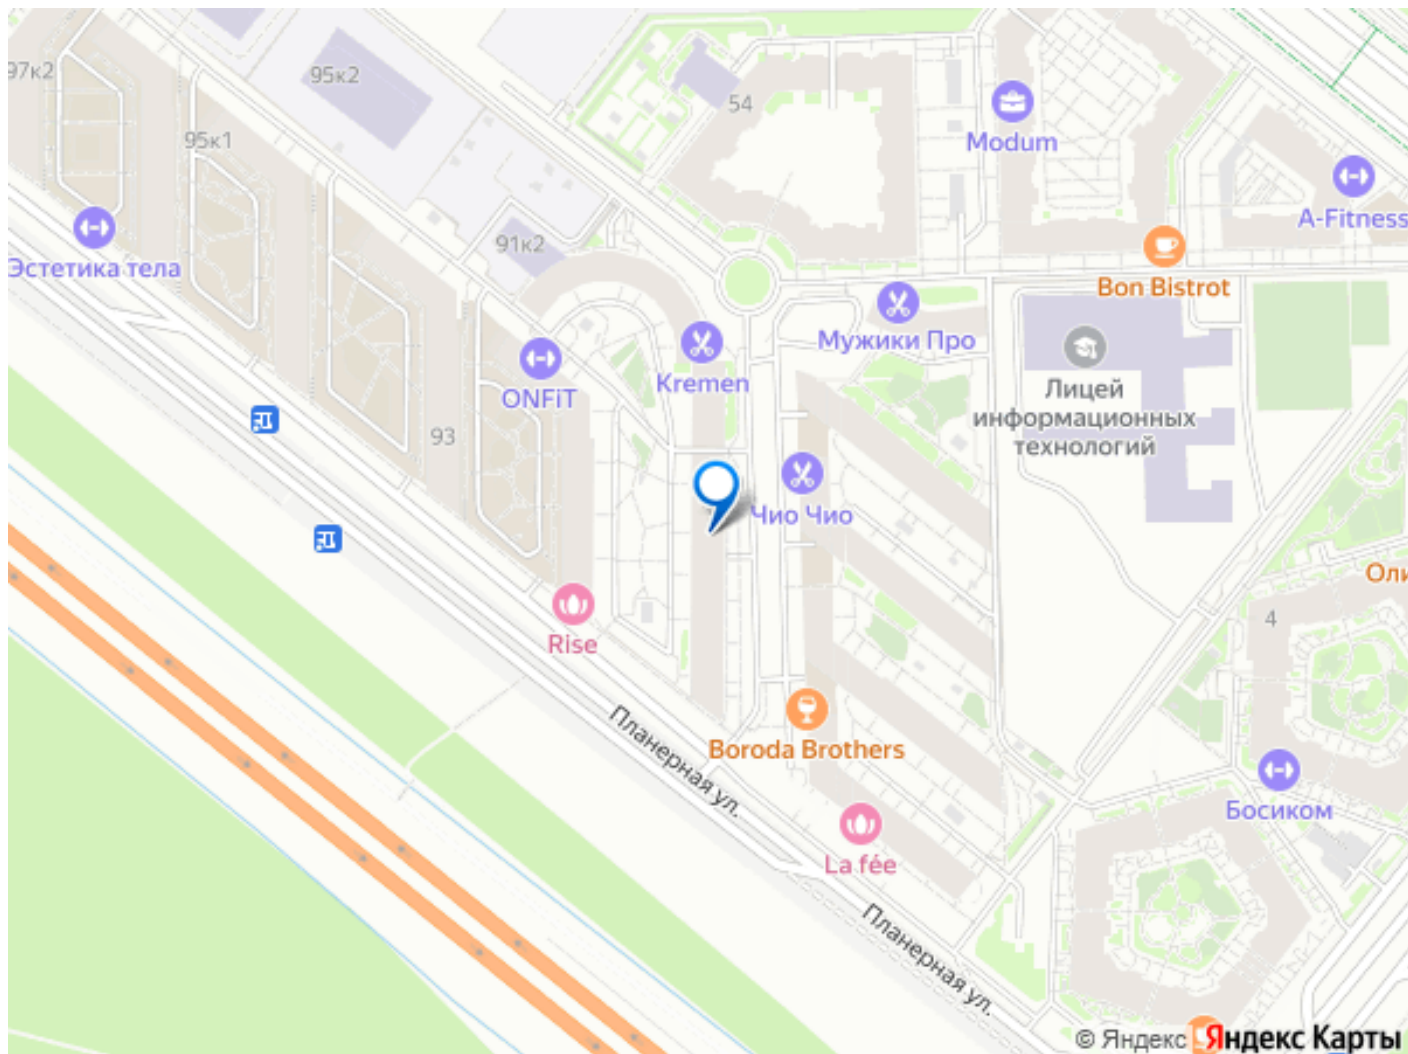 97к2
95к2
95к1
54
Modum
A-Fitness
Эстетика тела
91к2
Bon Bistrot
Мужики Про
Kremen
ONFiT
Лицей
информационных
технологий
93
Чио Чио
Оли
4
Rise
Планерная ул.
Boroda Brothers
Босиком
La fée
Планерная ул.
© Яндекс Яндекс Карты